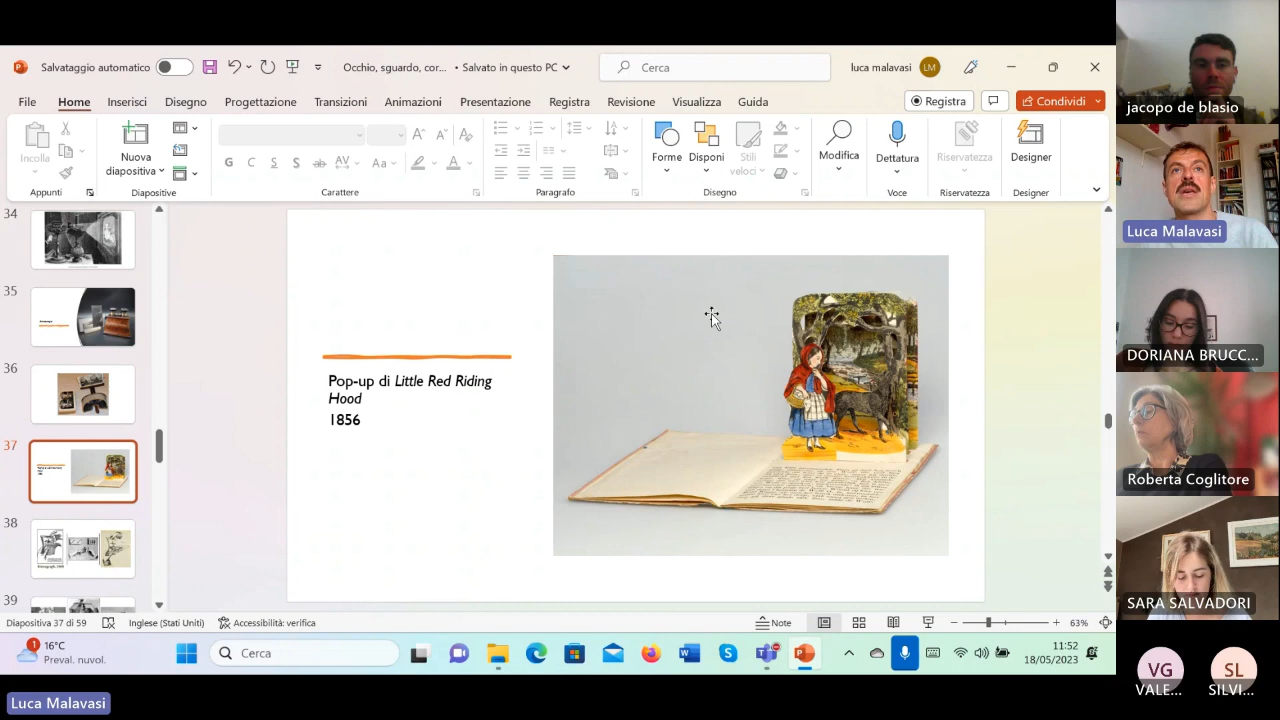 Salvataggio automatico
Occhio, sguardo, cor... • Salvato in questo PC
Cerca
luca malavasi
LM
File Home Inserisci Disegno Progettazione Transizioni Animazioni Presentazione Registra Revisione Visualizza Guida
Registra
Condividi
Incolla
Nuova
diapositiva
G C S S ab AV Aa A
Forme
Disponi
Stili
veloci
Modifica
Dettatura
Riservatezza
Designer
Appunti
Diapositive
Carattere
Paragrafo
Disegno
Voce
Riservatezza
Designer
34
35
36
37
38
39
Pop-up di Little Red Riding
Hood
1856
Diapositiva 37 di 59
Inglese (Stati Uniti)
Accessibilità: verifica
Note
63%
1
16°C
Preval. nuvol
Cerca
11:52
18/05/2023
Luca Malavasi
jacopo de blasio
Luca Malavasi
DORIANA BRUCC...
Roberta Coglitore
SARA SALVADORI
VG
VALE...
SL
SILVI...